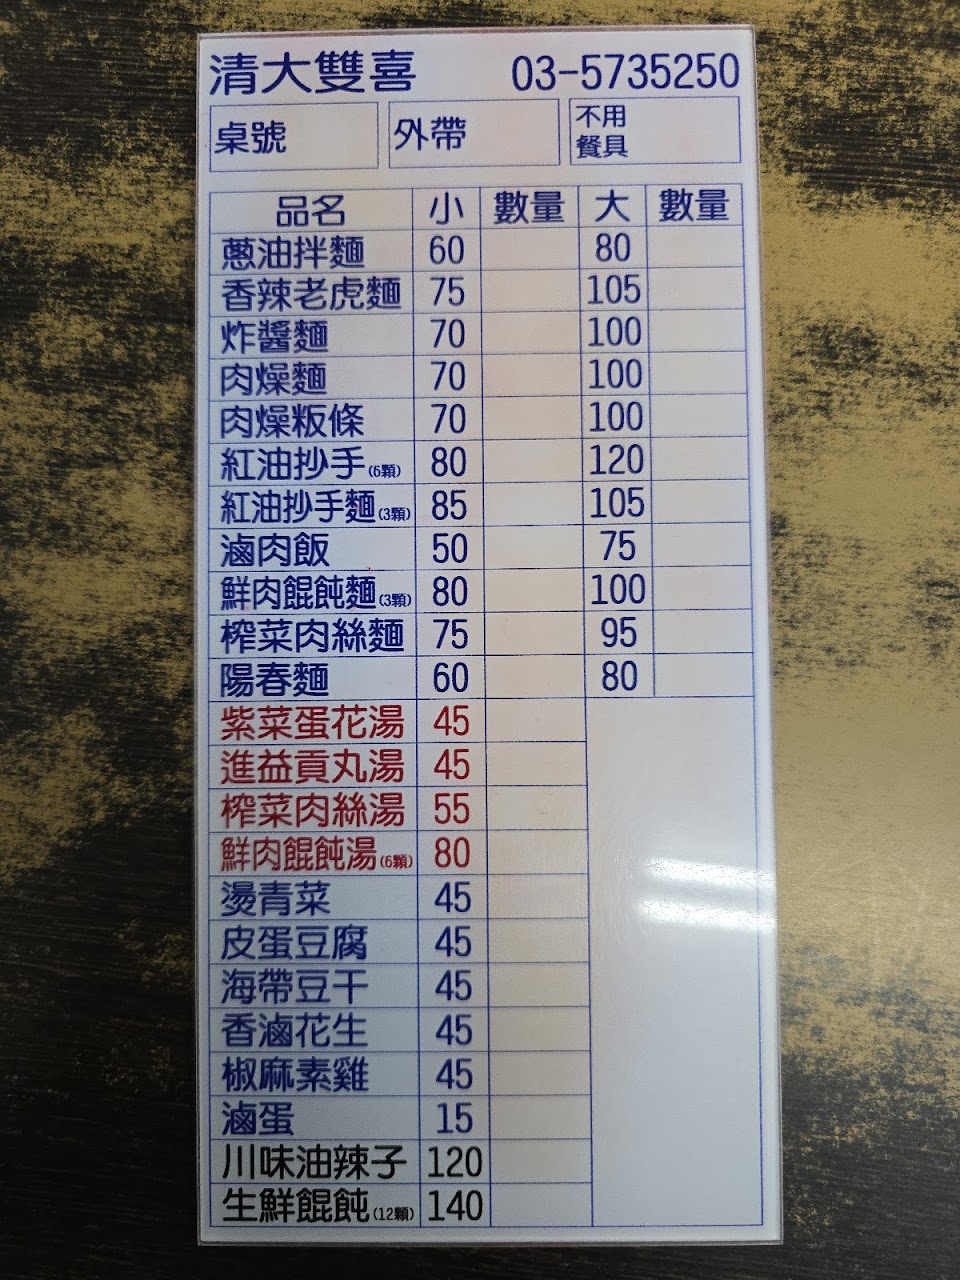 清大雙喜 03-5735250
桌號 外帶 不用
餐具
品名 小 數量 大 數量
蔥油拌麵 60 80
香辣老虎麵 75 105
炸醬麵 70 100
肉燥麵 70 100
肉燥粄條 70 100
紅油抄手(6顆) 80 120
紅油抄手麵(3顆) 85 105
滷肉飯 50 75
鮮肉餛飩麵(3顆) 80 100
榨菜肉絲麵 75 95
陽春麵 60 80
紫菜蛋花湯 45
進益貢丸湯 45
榨菜肉絲湯 55
鮮肉餛飩湯(6顆) 80
燙青菜 45
皮蛋豆腐 45
海帶豆干 45
香滷花生 45
椒麻素雞 45
滷蛋 15
川味油辣子 120
生鮮餛飩(12顆) 140